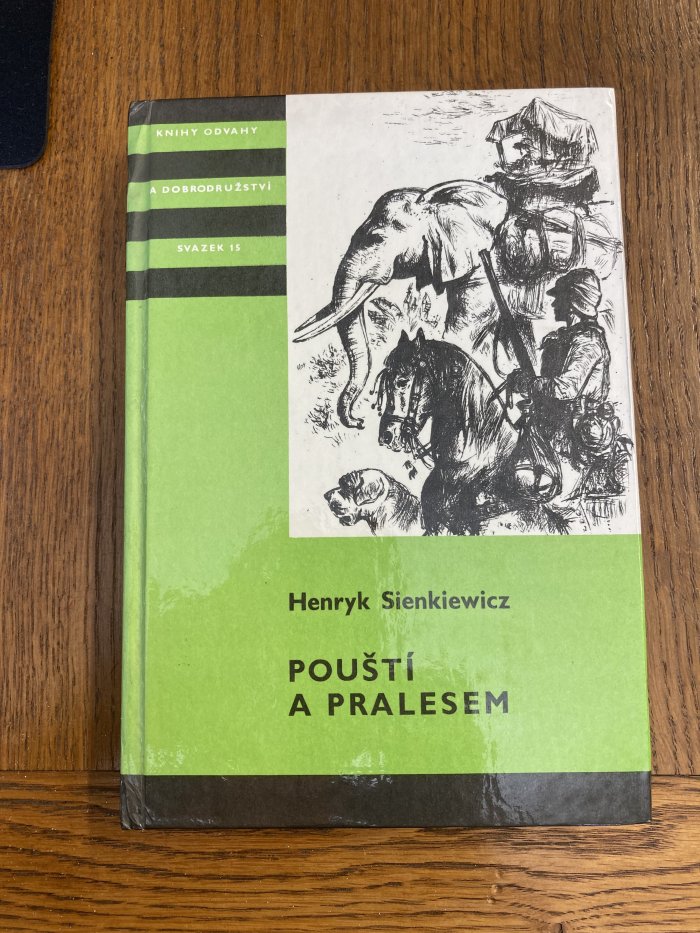 KNIHY ODVAHY
A DOBRODRUŽSTVÍ
SVAZEK 15
Henryk Sienkiewicz
POUŠTÍ
A PRALESEM